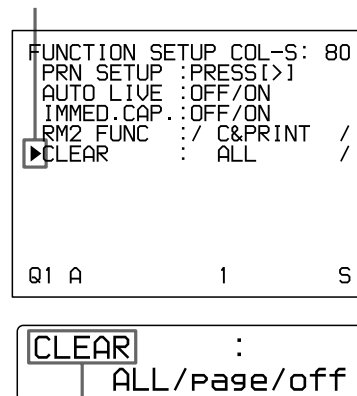 FUNCTION SETUP COL-S: 80
PRN SETUP :PRESS[>]
AUTO LIVE :OFF/ON
IMMED.CAP.:OFF/ON
RM2 FUNC :/ C&PRINT /
▶CLEAR : ALL /
Q1 A 1 S
CLEAR :
ALL/page/off